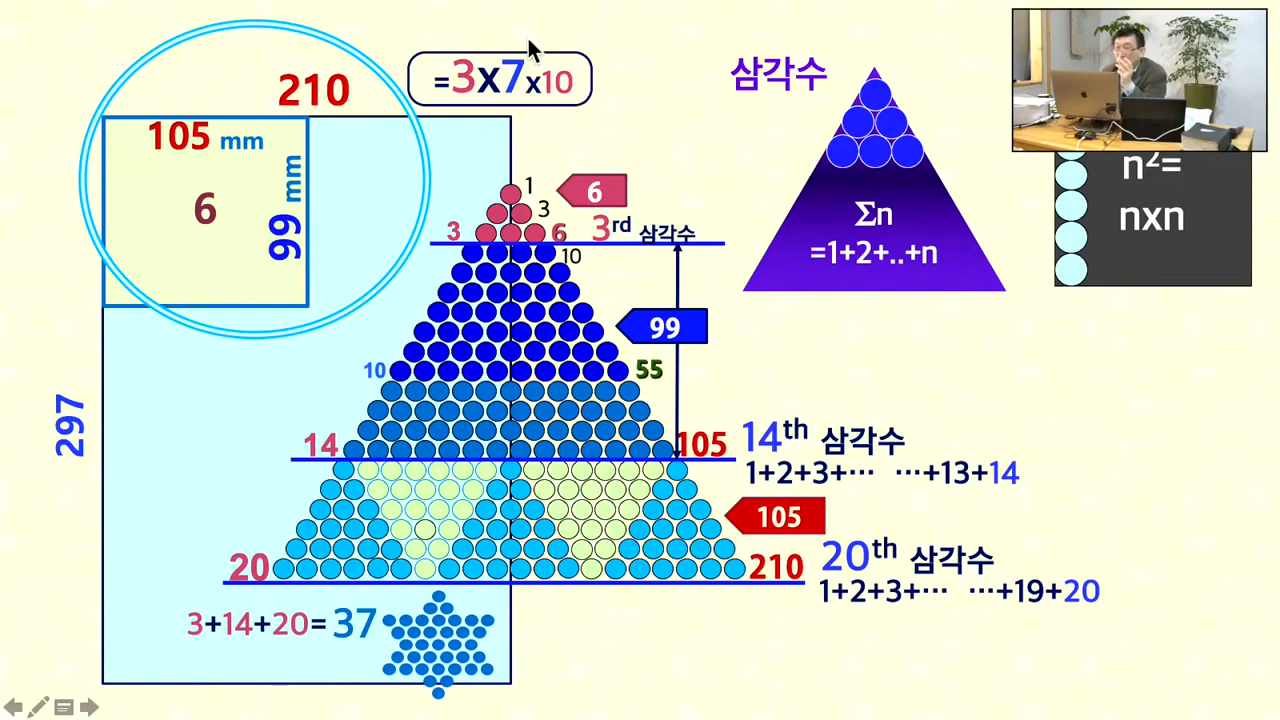 =3x7x10
210
105 mm
99 mm
6
297
1
6
3
3 6 3rd 삼각수
10
99
10 55
14 105
14th 삼각수
1+2+3+··· ···+13+14
105
20 210
20th 삼각수
1+2+3+··· ···+19+20
3+14+20= 37
삼각수
Σn
=1+2+..+n
n²=
nxn